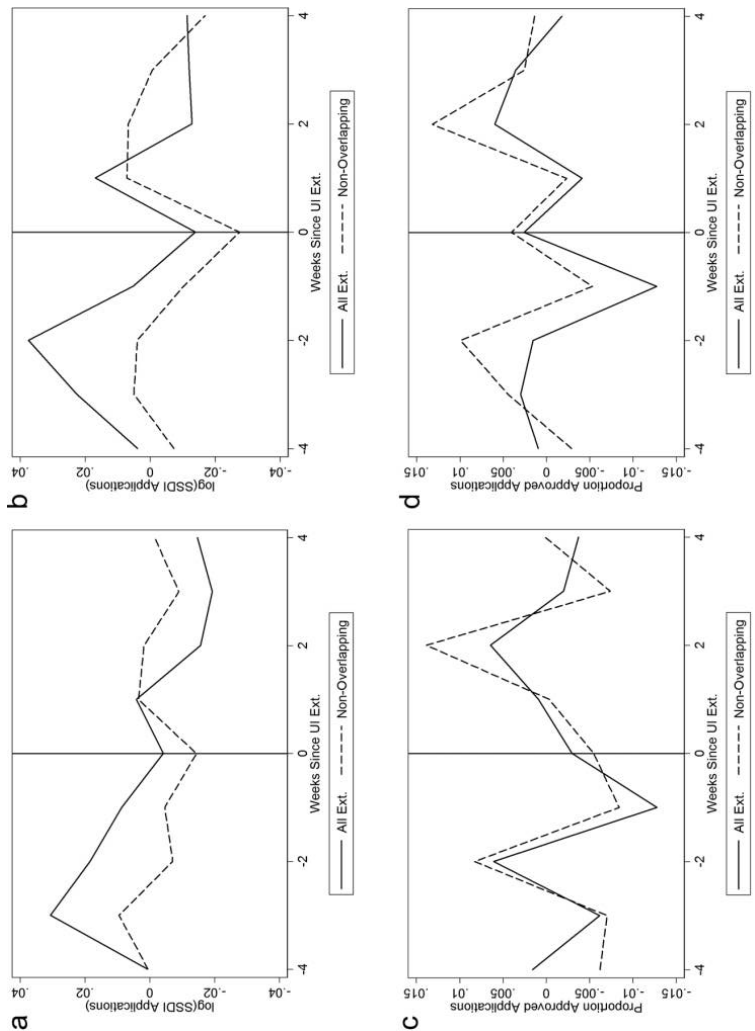 a
.04
.02
0
-.02
-.04
log(SSDI Applications)
-4 -2 0 2 4
Weeks Since UI Ext.
All Ext. Non-Overlapping
b
.04
.02
0
-.02
-.04
log(SSDI Applications)
-4 -2 0 2 4
Weeks Since UI Ext.
All Ext. Non-Overlapping
c
.015
.01
.005
0
-.005
-.01
-.015
Proportion Approved Applications
-4 -2 0 2 4
Weeks Since UI Ext.
All Ext. Non-Overlapping
d
.015
.01
.005
0
-.005
-.01
-.015
Proportion Approved Applications
-4 -2 0 2 4
Weeks Since UI Ext.
All Ext. Non-Overlapping